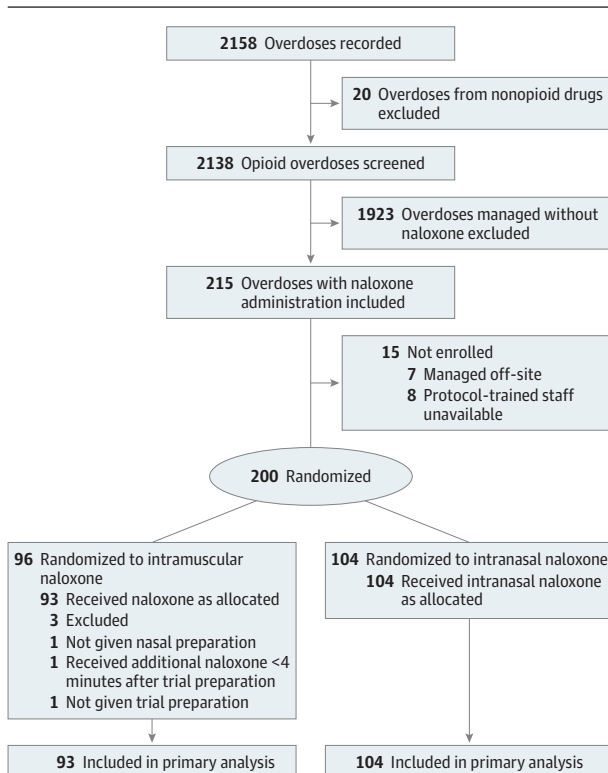 2158 Overdoses recorded
20 Overdoses from nonopioid drugs
excluded
2138 Opioid overdoses screened
1923 Overdoses managed without
naloxone excluded
215 Overdoses with naloxone
administration included
15 Not enrolled
7 Managed off-site
8 Protocol-trained staff
unavailable
200 Randomized
96 Randomized to intramuscular
naloxone
93 Received naloxone as allocated
3 Excluded
1 Not given nasal preparation
1 Received additional naloxone <4
minutes after trial preparation
1 Not given trial preparation
104 Randomized to intranasal naloxone
104 Received intranasal naloxone
as allocated
93 Included in primary analysis
104 Included in primary analysis